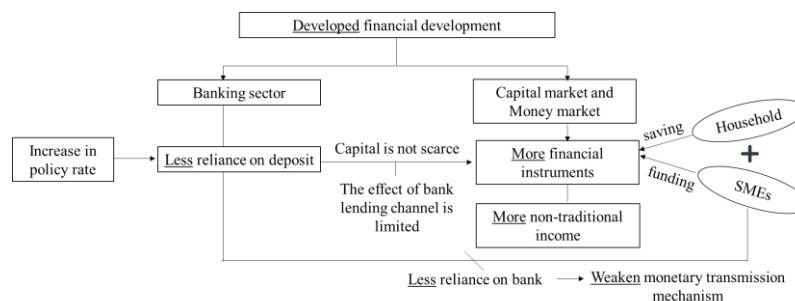 Developed financial development
Banking sector
Capital market and
Money market
Household
saving
+
Increase in
policy rate
Less reliance on deposit
Capital is not scarce
The effect of bank
lending channel is
limited
More financial
instruments
funding
SMEs
More non-traditional
income
Less reliance on bank
Weaken monetary transmission
mechanism